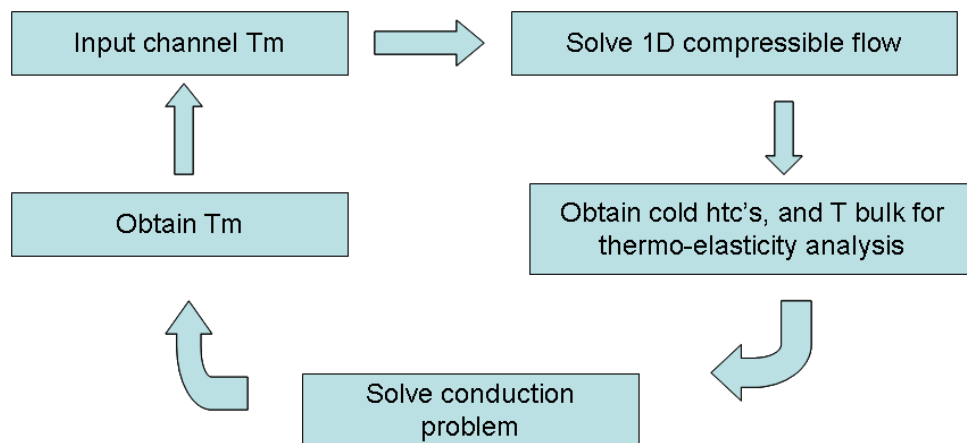 Input channel Tm
Solve 1D compressible flow
Obtain cold htc's, and T bulk for
thermo-elasticity analysis
Solve conduction
problem
Obtain Tm